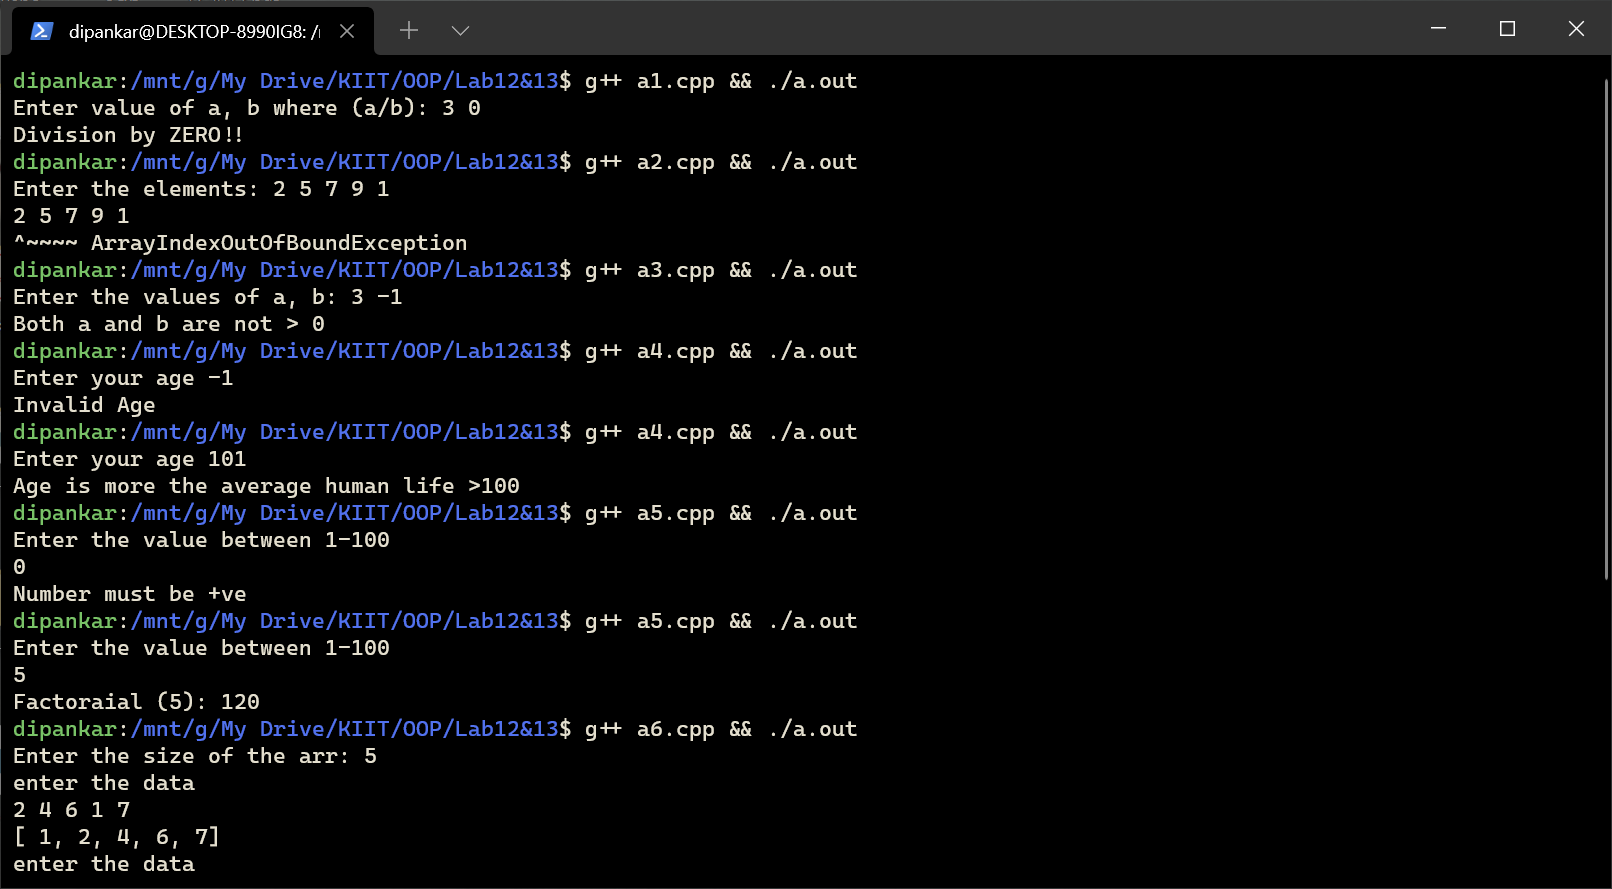 dipankar@DESKTOP-8990IG8: /
dipankar:/mnt/g/My Drive/KIIT/OOP/Lab12&13$ g++ a1.cpp && ./a.out
Enter value of a, b where (a/b): 3 0
Division by ZERO!!
dipankar:/mnt/g/My Drive/KIIT/OOP/Lab12&13$ g++ a2.cpp && ./a.out
Enter the elements: 2 5 7 9 1
2 5 7 9 1
^~~~~ ArrayIndexOutOfBoundException
dipankar:/mnt/g/My Drive/KIIT/OOP/Lab12&13$ g++ a3.cpp && ./a.out
Enter the values of a, b: 3 -1
Both a and b are not > 0
dipankar:/mnt/g/My Drive/KIIT/OOP/Lab12&13$ g++ a4.cpp && ./a.out
Enter your age -1
Invalid Age
dipankar:/mnt/g/My Drive/KIIT/OOP/Lab12&13$ g++ a4.cpp && ./a.out
Enter your age 101
Age is more the average human life >100
dipankar:/mnt/g/My Drive/KIIT/OOP/Lab12&13$ g++ a5.cpp && ./a.out
Enter the value between 1-100
0
Number must be +ve
dipankar:/mnt/g/My Drive/KIIT/OOP/Lab12&13$ g++ a5.cpp && ./a.out
Enter the value between 1-100
5
Factoraial (5): 120
dipankar:/mnt/g/My Drive/KIIT/OOP/Lab12&13$ g++ a6.cpp && ./a.out
Enter the size of the arr: 5
enter the data
2 4 6 1 7
[ 1, 2, 4, 6, 7]
enter the data